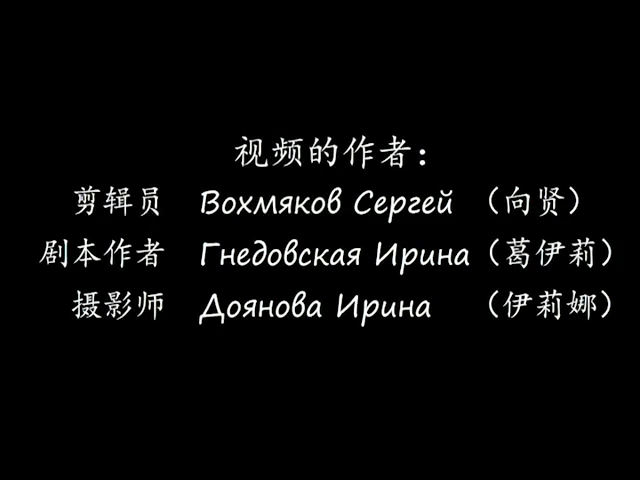 视频的作者：
剪辑员 Вохмяков Сергей （向贤）
剧本作者 Гнедовская Ирина（葛伊莉）
摄影师 Доянова Ирина （伊莉娜）